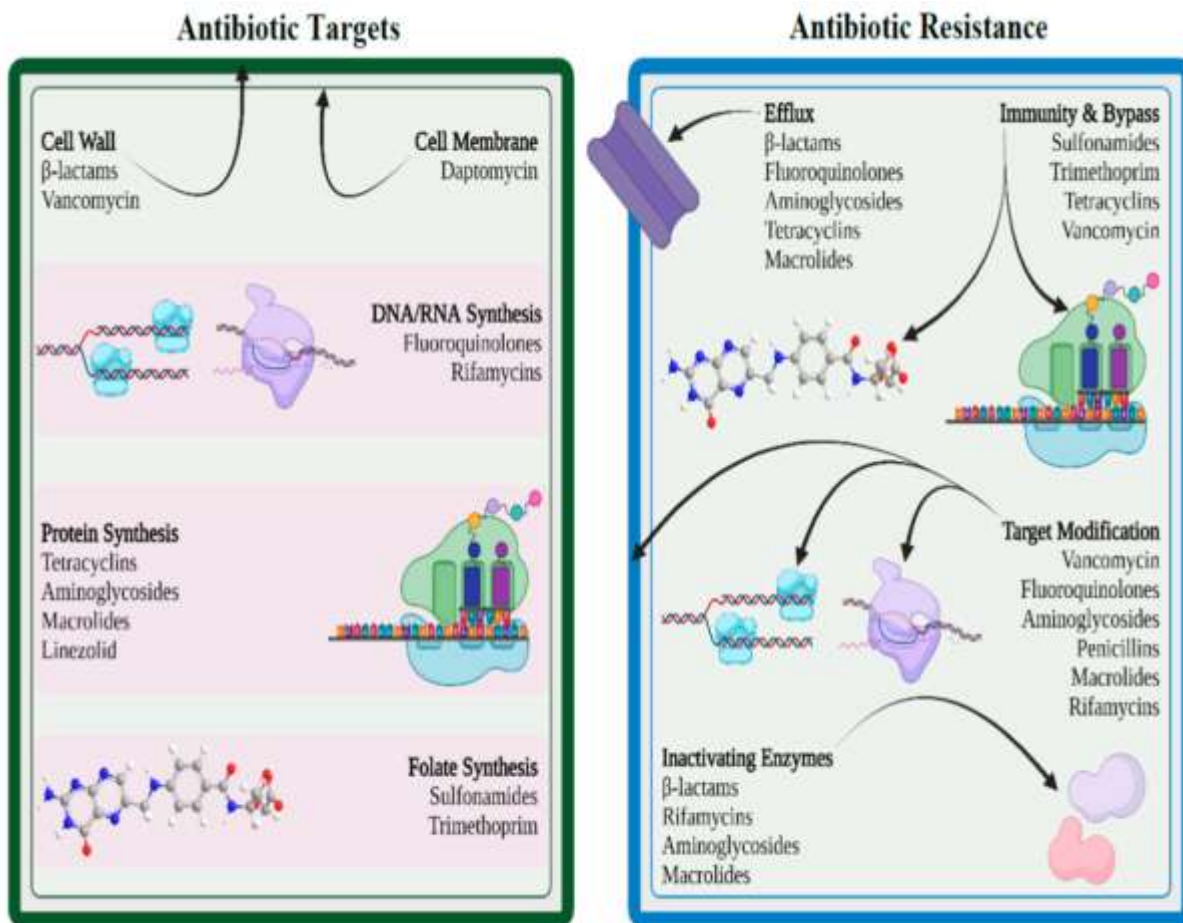 Antibiotic Targets
Cell Wall
β-lactams
Vancomycin
Cell Membrane
Daptomycin
DNA/RNA Synthesis
Fluoroquinolones
Rifamycins
Protein Synthesis
Tetracyclins
Aminoglycosides
Macrolides
Linezolid
Folate Synthesis
Sulfonamides
Trimethoprim
Antibiotic Resistance
Efflux
β-lactams
Fluoroquinolones
Aminoglycosides
Tetracyclins
Macrolides
Immunity & Bypass
Sulfonamides
Trimethoprim
Tetracyclins
Vancomycin
Target Modification
Vancomycin
Fluoroquinolones
Aminoglycosides
Penicillins
Macrolides
Rifamycins
Inactivating Enzymes
β-lactams
Rifamycins
Aminoglycosides
Macrolides